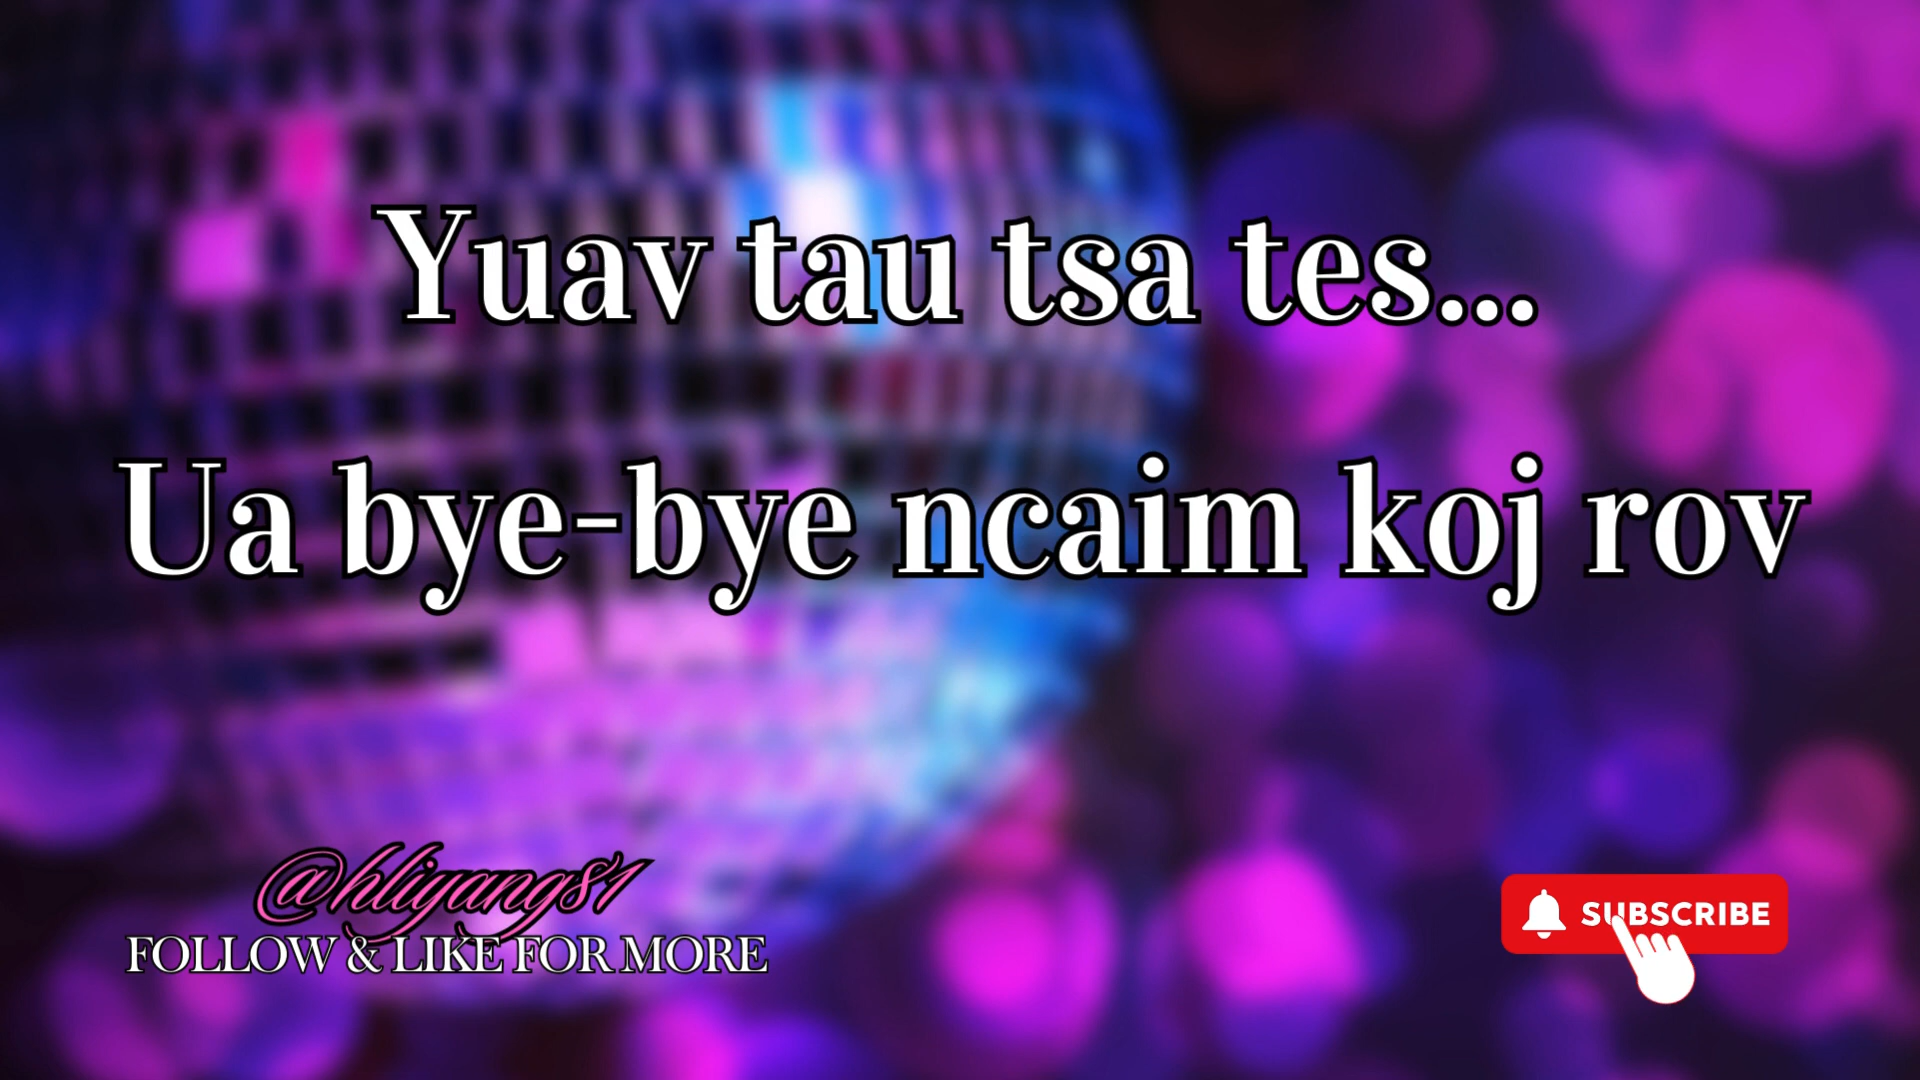 Yuav tau tsa tes...
Ua bye-bye ncaim koj rov
@hliyang81
FOLLOW & LIKE FOR MORE
SUBSCRIBE